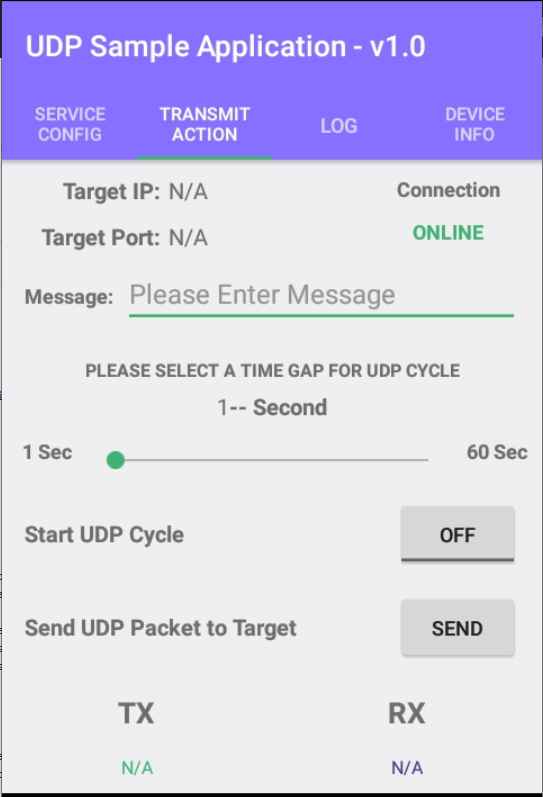 UDP Sample Application - v1.0
SERVICE CONFIG
TRANSMIT ACTION
LOG
DEVICE INFO
Target IP: N/A
Connection
Target Port: N/A
ONLINE
Message: Please Enter Message
PLEASE SELECT A TIME GAP FOR UDP CYCLE
1-- Second
1 Sec
60 Sec
Start UDP Cycle
OFF
Send UDP Packet to Target
SEND
TX
RX
N/A
N/A